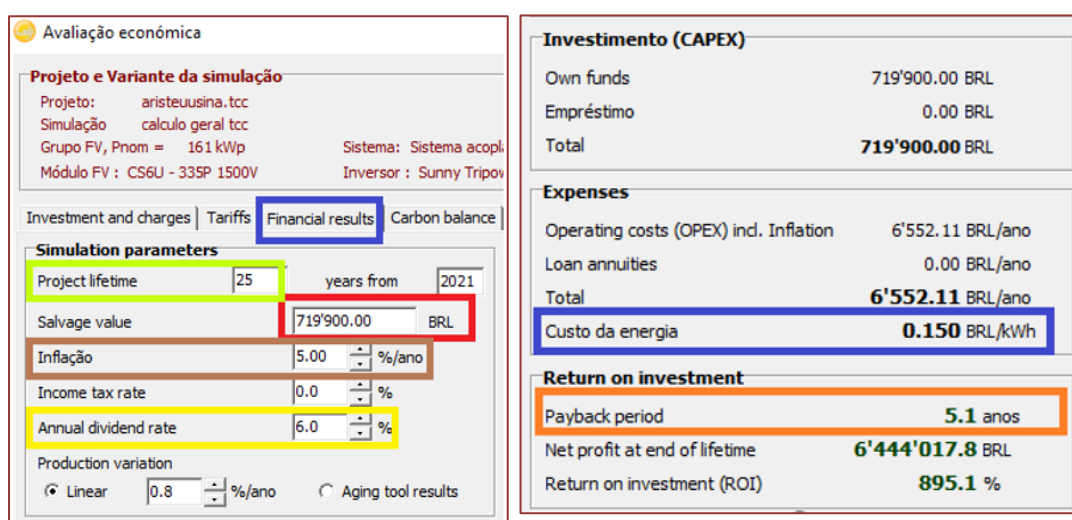 Avaliação económica
Projeto e Variante da simulação
Projeto: aristeuusina.tcc
Simulação calculo geral tcc
Grupo FV, Pnom = 161 kWp Sistema: Sistema acopl
Módulo FV : CS6U - 335P 1500V Inversor : Sunny Tripov
Investment and charges Tariffs Financial results Carbon balance
Simulation parameters
Project lifetime 25 years from 2021
Salvage value 719'900.00 BRL
Inflação 5.00 %/ano
Income tax rate 0.0 %
Annual dividend rate 6.0 %
Production variation
Linear 0.8 %/ano Aging tool results
Investimento (CAPEX)
Own funds 719'900.00 BRL
Empréstimo 0.00 BRL
Total 719'900.00 BRL
Expenses
Operating costs (OPEX) incl. Inflation 6'552.11 BRL/ano
Loan annuities 0.00 BRL/ano
Total 6'552.11 BRL/ano
Custo da energia 0.150 BRL/kWh
Return on investment
Payback period 5.1 anos
Net profit at end of lifetime 6'444'017.8 BRL
Return on investment (ROI) 895.1 %